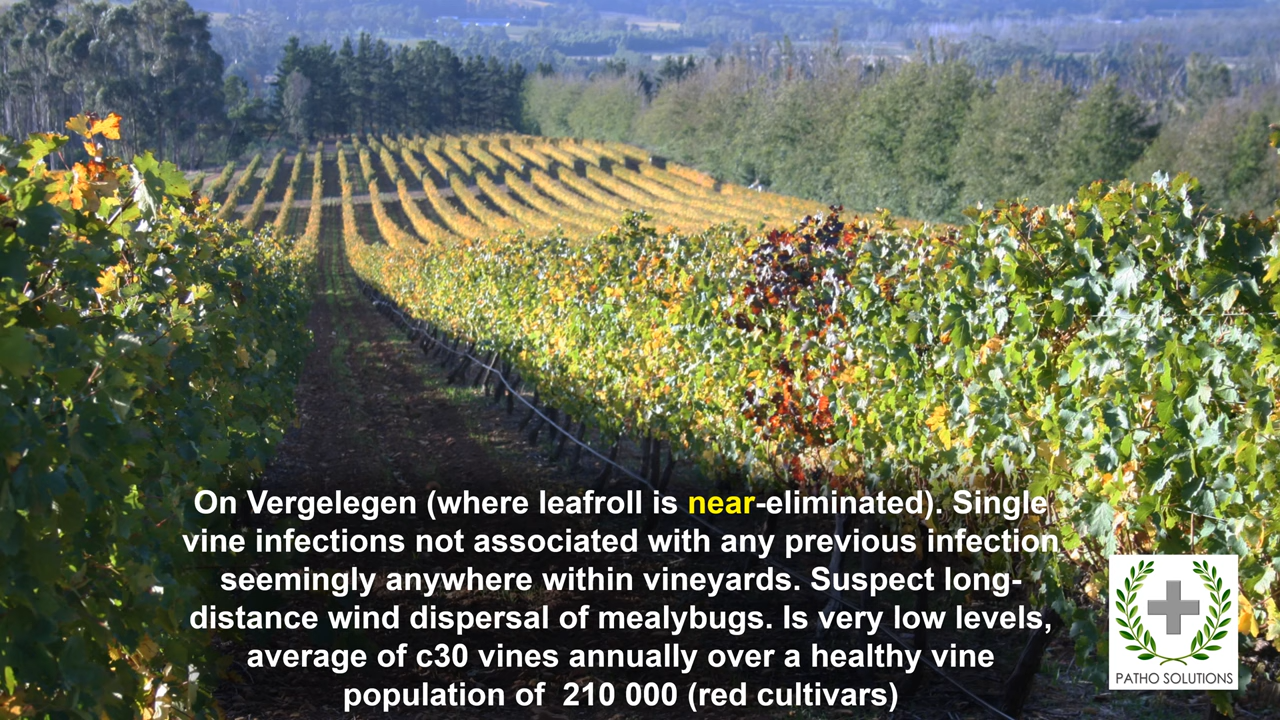 On Vergelegen (where leafroll is near-eliminated). Single
vine infections not associated with any previous infection
seemingly anywhere within vineyards. Suspect long-
distance wind dispersal of mealybugs. Is very low levels,
average of c30 vines annually over a healthy vine
population of  210 000 (red cultivars)
PATHO SOLUTIONS